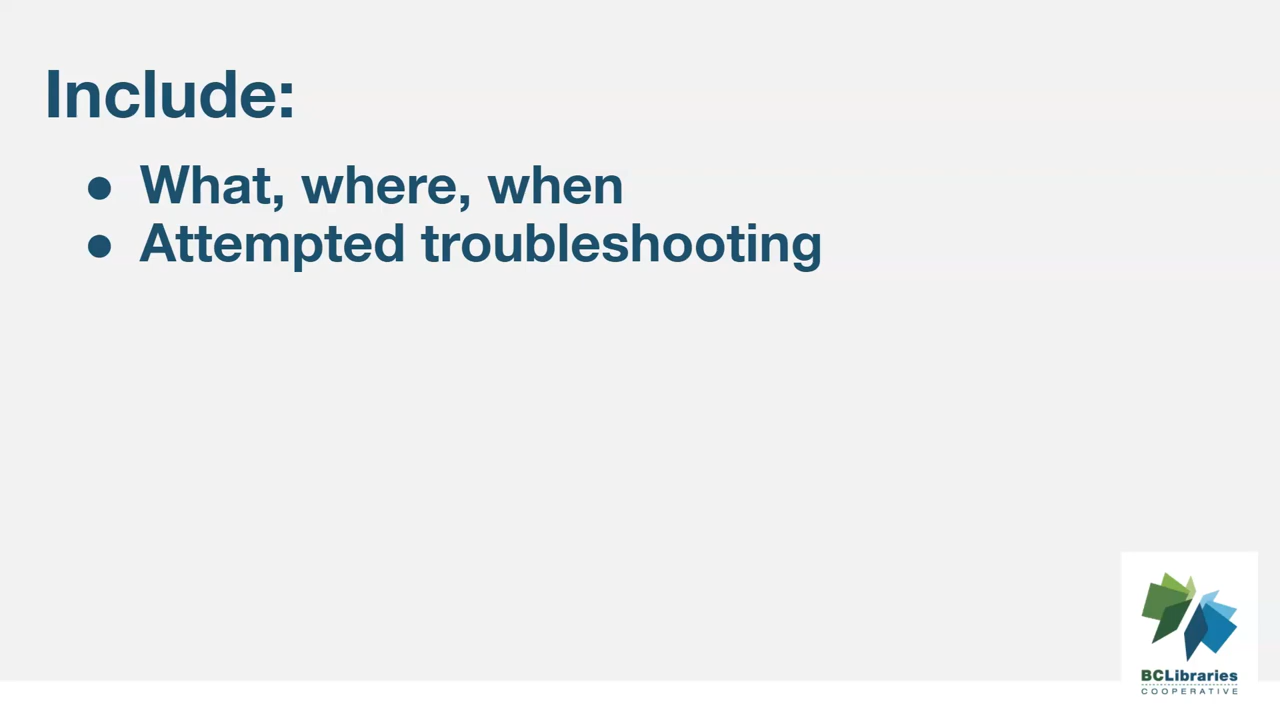 Include:
● What, where, when
● Attempted troubleshooting
BCLibraries
COOPERATIVE